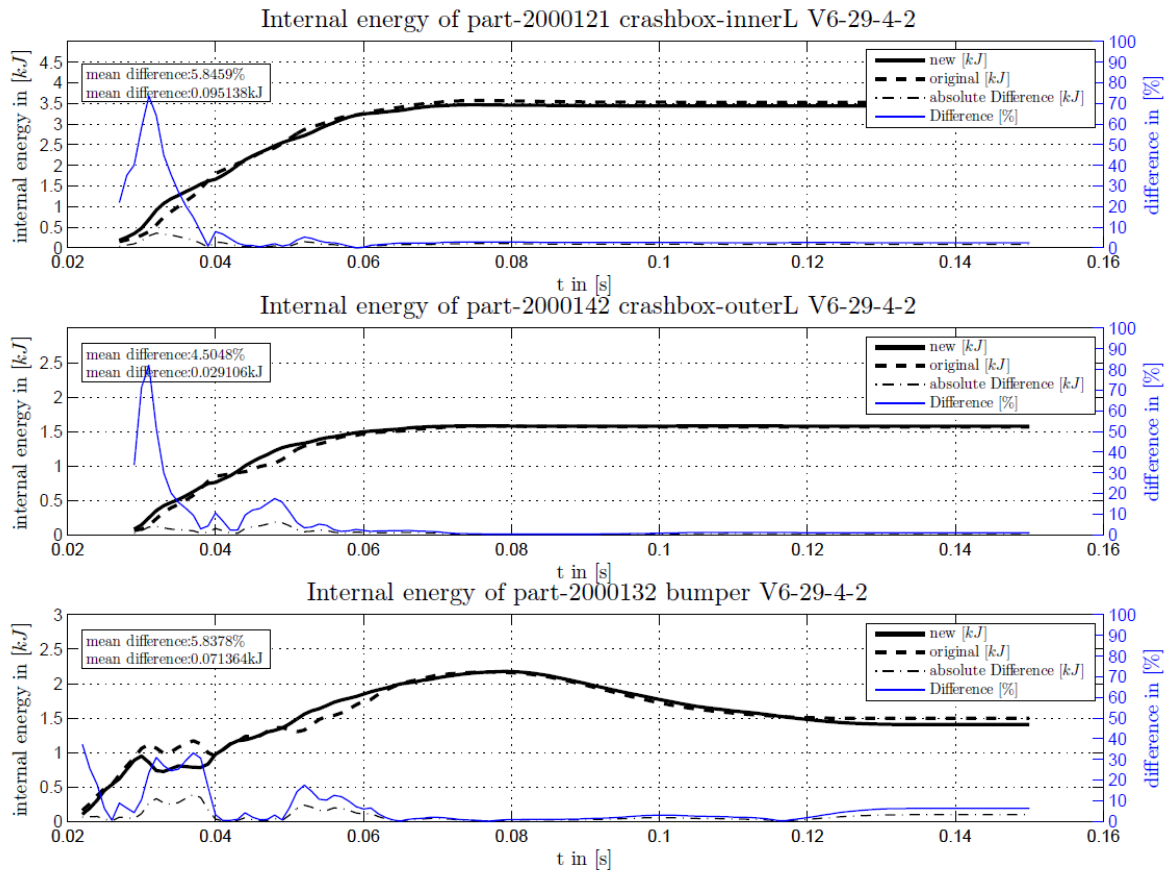 Internal energy of part-2000121 crashbox-innerL V6-29-4-2
internal energy in [kJ]
4.5
4
3.5
3
2.5
2
1.5
1
0.5
0
mean difference:5.8459%
mean difference:0.095138kJ
new [kJ]
original [kJ]
absolute Difference [kJ]
Difference [%]
100
90
80
70
60
50
40
30
20
10
0
difference in [%]
0.02 0.04 0.06 0.08 0.1 0.12 0.14 0.16
t in [s]
Internal energy of part-2000142 crashbox-outerL V6-29-4-2
internal energy in [kJ]
2.5
2
1.5
1
0.5
0
mean difference:4.5048%
mean difference:0.029106kJ
new [kJ]
original [kJ]
absolute Difference [kJ]
Difference [%]
100
90
80
70
60
50
40
30
20
10
0
difference in [%]
0.02 0.04 0.06 0.08 0.1 0.12 0.14 0.16
t in [s]
Internal energy of part-2000132 bumper V6-29-4-2
internal energy in [kJ]
3
2.5
2
1.5
1
0.5
0
mean difference:5.8378%
mean difference:0.071364kJ
new [kJ]
original [kJ]
absolute Difference [kJ]
Difference [%]
100
90
80
70
60
50
40
30
20
10
0
difference in [%]
0.02 0.04 0.06 0.08 0.1 0.12 0.14 0.16
t in [s]